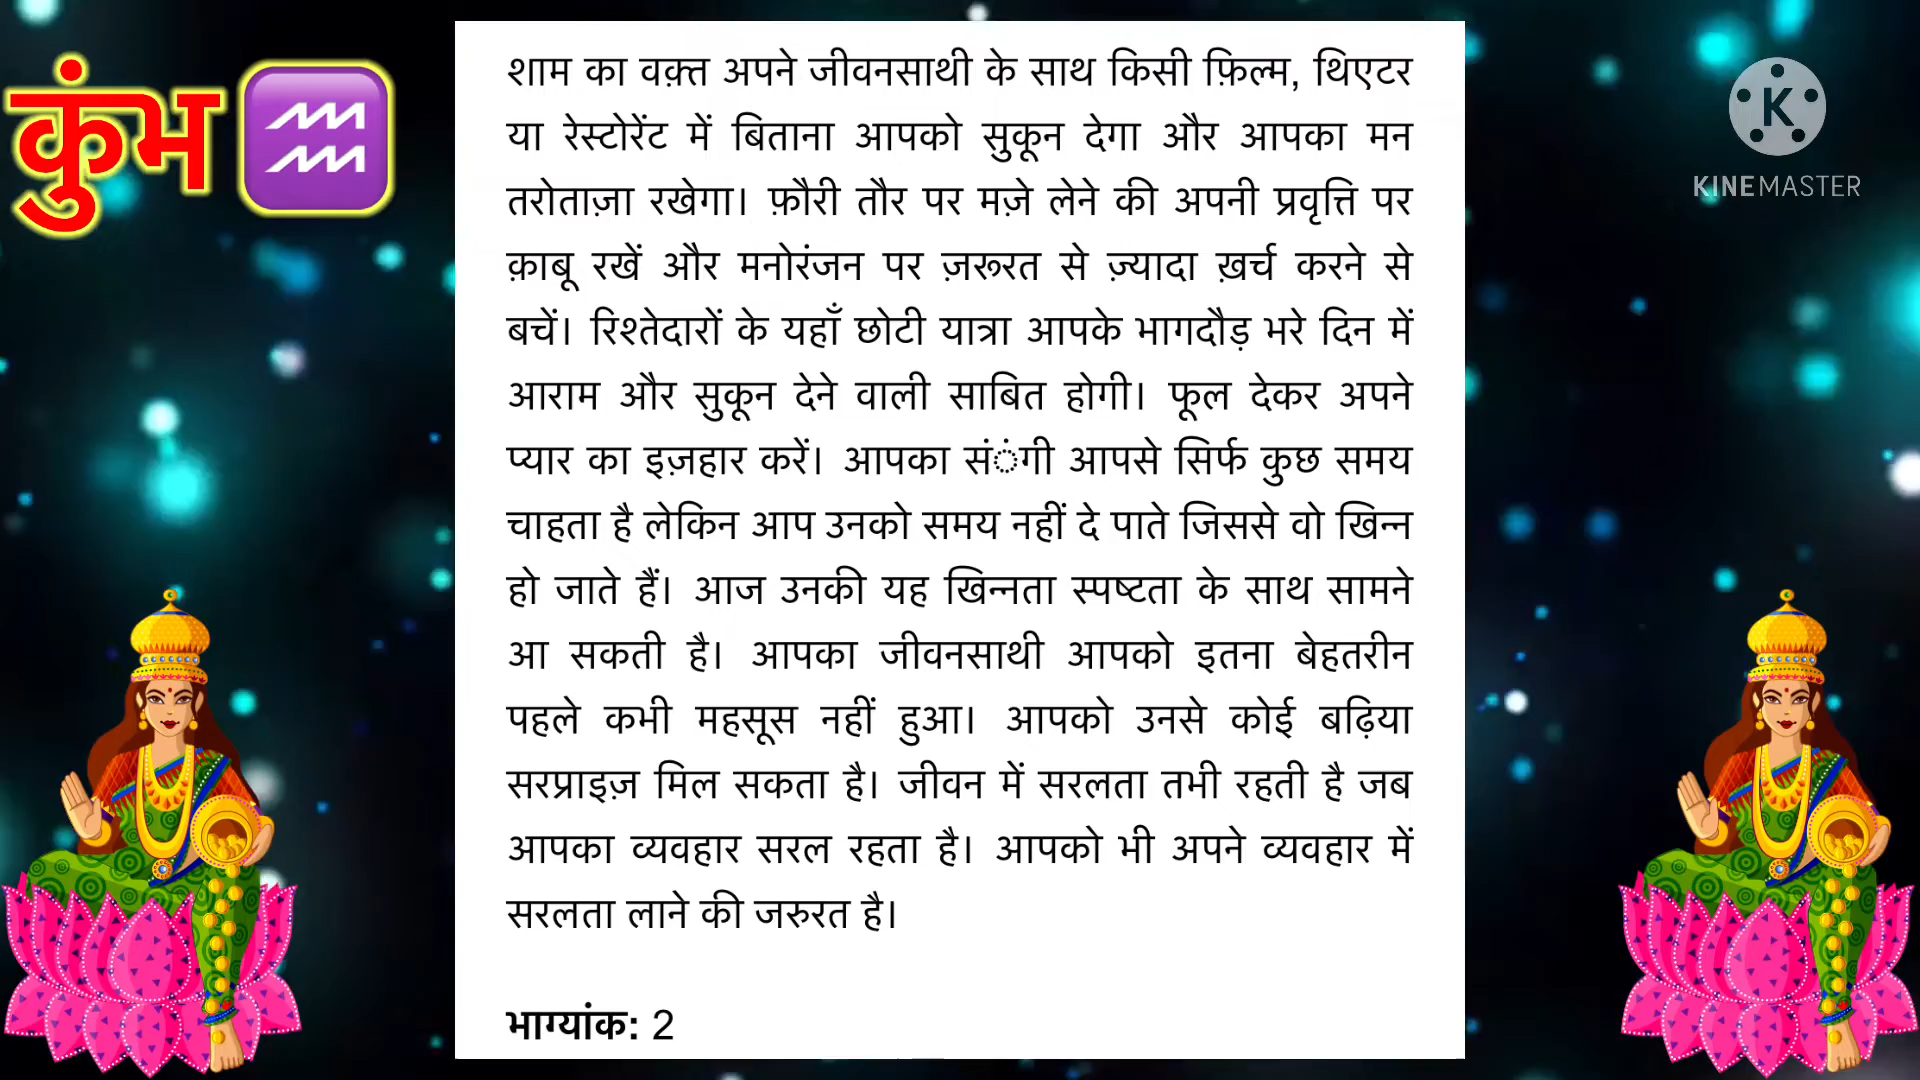 कुंभ ♒
शाम का वक़्त अपने जीवनसाथी के साथ किसी फ़िल्म, थिएटर
या रेस्टोरेंट में बिताना आपको सुकून देगा और आपका मन
तरोताज़ा रखेगा। फ़ौरी तौर पर मज़े लेने की अपनी प्रवृत्ति पर
क़ाबू रखें और मनोरंजन पर ज़रूरत से ज़्यादा ख़र्च करने से
बचें। रिश्तेदारों के यहाँ छोटी यात्रा आपके भागदौड़ भरे दिन में
आराम और सुकून देने वाली साबित होगी। फूल देकर अपने
प्यार का इज़हार करें। आपका संंगी आपसे सिर्फ कुछ समय
चाहता है लेकिन आप उनको समय नहीं दे पाते जिससे वो खिन्न
हो जाते हैं। आज उनकी यह खिन्नता स्पष्टता के साथ सामने
आ सकती है। आपका जीवनसाथी आपको इतना बेहतरीन
पहले कभी महसूस नहीं हुआ। आपको उनसे कोई बढ़िया
सरप्राइज़ मिल सकता है। जीवन में सरलता तभी रहती है जब
आपका व्यवहार सरल रहता है। आपको भी अपने व्यवहार में
सरलता लाने की जरुरत है।
भाग्यांक: 2
K
KINEMASTER